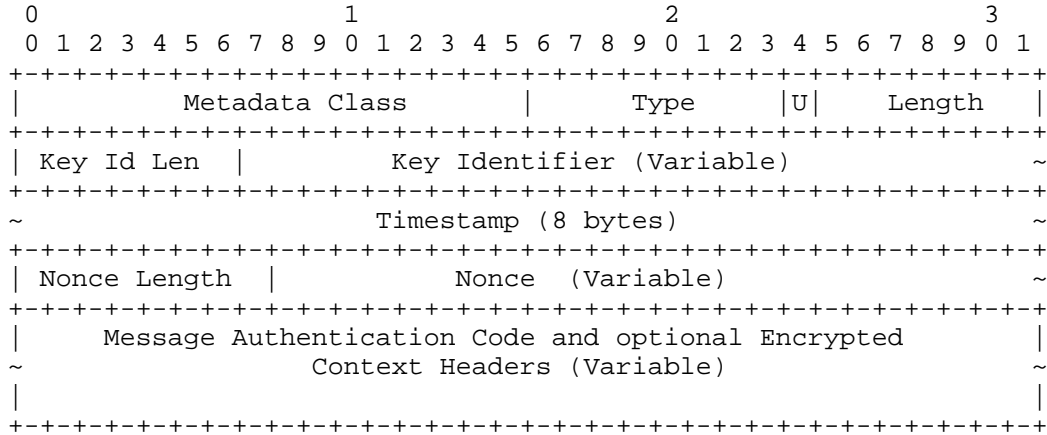 0                   1                   2                   3
 0 1 2 3 4 5 6 7 8 9 0 1 2 3 4 5 6 7 8 9 0 1 2 3 4 5 6 7 8 9 0 1
+-+-+-+-+-+-+-+-+-+-+-+-+-+-+-+-+-+-+-+-+-+-+-+-+-+-+-+-+-+-+-+-+
|          Metadata Class       |      Type     |U|    Length   |
+-+-+-+-+-+-+-+-+-+-+-+-+-+-+-+-+-+-+-+-+-+-+-+-+-+-+-+-+-+-+-+-+
| Key Id Len  |         Key Identifier (Variable)               ~
+-+-+-+-+-+-+-+-+-+-+-+-+-+-+-+-+-+-+-+-+-+-+-+-+-+-+-+-+-+-+-+-+
~                      Timestamp (8 bytes)                      ~
+-+-+-+-+-+-+-+-+-+-+-+-+-+-+-+-+-+-+-+-+-+-+-+-+-+-+-+-+-+-+-+-+
| Nonce Length  |           Nonce  (Variable)                   ~
+-+-+-+-+-+-+-+-+-+-+-+-+-+-+-+-+-+-+-+-+-+-+-+-+-+-+-+-+-+-+-+-+
|     Message Authentication Code and optional Encrypted        |
~                  Context Headers (Variable)                   ~
|                                                               |
+-+-+-+-+-+-+-+-+-+-+-+-+-+-+-+-+-+-+-+-+-+-+-+-+-+-+-+-+-+-+-+-+